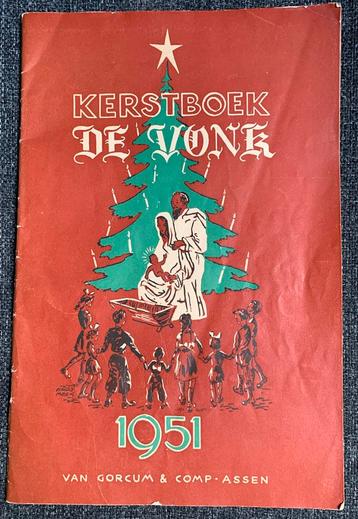 KERSTBOEK
DE VONK
1951
VAN GORCUM & COMP - ASSEN